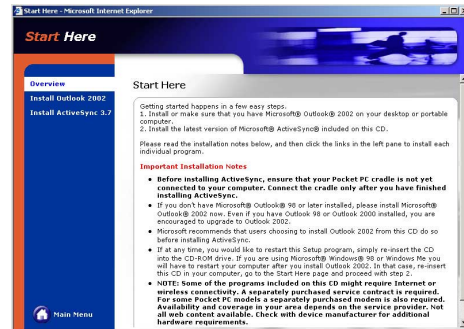 Start Here - Microsoft Internet Explorer
Start Here
Overview
Install Outlook 2002
Install ActiveSync 3.7
Start Here
Getting started happens in a few easy steps.
1. Install or make sure that you have Microsoft® Outlook® 2002 on your desktop or portable
computer.
2. Install the latest version of Microsoft® ActiveSync® included on this CD.
Please read the installation notes below, and then click the links in the left pane to install each
individual program.
Important Installation Notes
• Before installing ActiveSync, ensure that your Pocket PC cradle is not yet
connected to your computer. Connect the cradle only after you have finished
installing ActiveSync.
• If you don't have Microsoft® Outlook® 98 or later installed, please install Microsoft®
Outlook® 2002 now. Even if you have Outlook 98 or Outlook 2000 installed, you are
encouraged to upgrade to Outlook 2002.
• Microsoft recommends that users choosing to install Outlook 2002 from this CD do so
before installing ActiveSync.
• If at any time, you would like to restart this Setup program, simply re-insert the CD
into the CD-ROM drive. If you are using Microsoft® Windows® 98 or Windows Me you
will have to restart your computer after you install Outlook 2002. In that case, re-insert
this CD in your computer, go to the Start Here page and proceed with step 2.
• NOTE: Some of the programs included on this CD might require Internet or
wireless connectivity. A separately purchased service contract is required.
For some Pocket PC models a separately purchased modem is also required.
Availability and coverage in your area depends on the service provider. Not
all web content available. Check with device manufacturer for additional
hardware requirements.
Main Menu